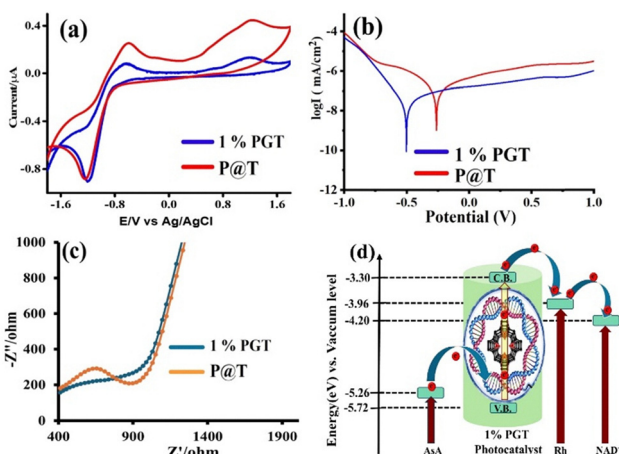 (a)
Current/μA
0.4
0.0
-0.4
-0.8
1 % PGT
P@T
-1.6 -0.8 0.0 0.8 1.6
E/V vs Ag/AgCl
(b)
logI ( mA/cm²)
-4
-6
-8
-10
-12
1 % PGT
P@T
-1.0 -0.5 0.0 0.5 1.0
Potential (V)
(c)
-Z''/ohm
1000
800
600
400
200
0
1 % PGT
P@T
400 900 1400 1900
Z'/ohm
(d)
Energy(eV) vs. Vaccum level
-3.30
-3.96
-4.20
-5.26
-5.72
C.B.
V.B.
1% PGT
Photocatalyst
AsA
Rh